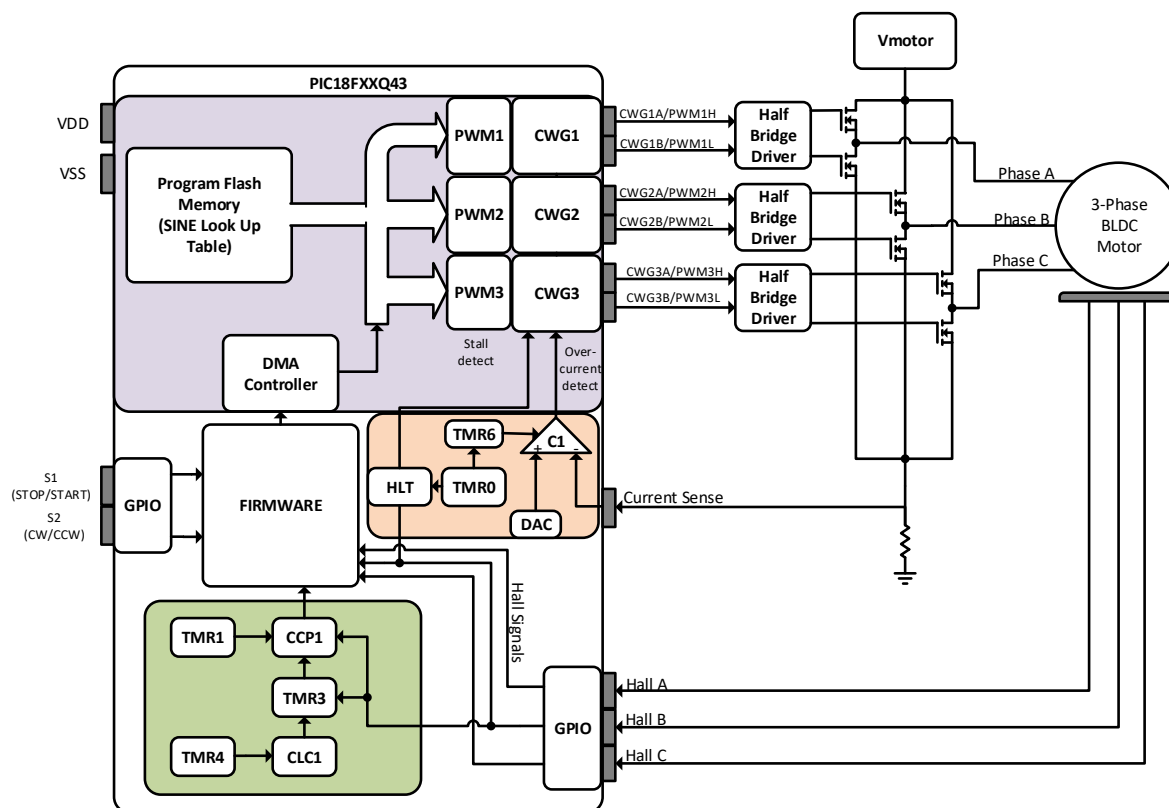 Vmotor
PIC18FXXQ43
VDD
VSS
Program Flash
Memory
(SINE Look Up
Table)
PWM1
CWG1
PWM2
CWG2
PWM3
CWG3
CWG1A/PWM1H
CWG1B/PWM1L
CWG2A/PWM2H
CWG2B/PWM2L
CWG3A/PWM3H
CWG3B/PWM3L
Half
Bridge
Driver
Half
Bridge
Driver
Half
Bridge
Driver
Phase A
Phase B
Phase C
3-Phase
BLDC
Motor
Stall
detect
Over-
current
detect
DMA
Controller
TMR6
C1
+
-
HLT
TMR0
DAC
Current Sense
S1
(STOP/START)
S2
(CW/CCW)
GPIO
FIRMWARE
Hall Signals
TMR1
CCP1
TMR3
TMR4
CLC1
GPIO
Hall A
Hall B
Hall C